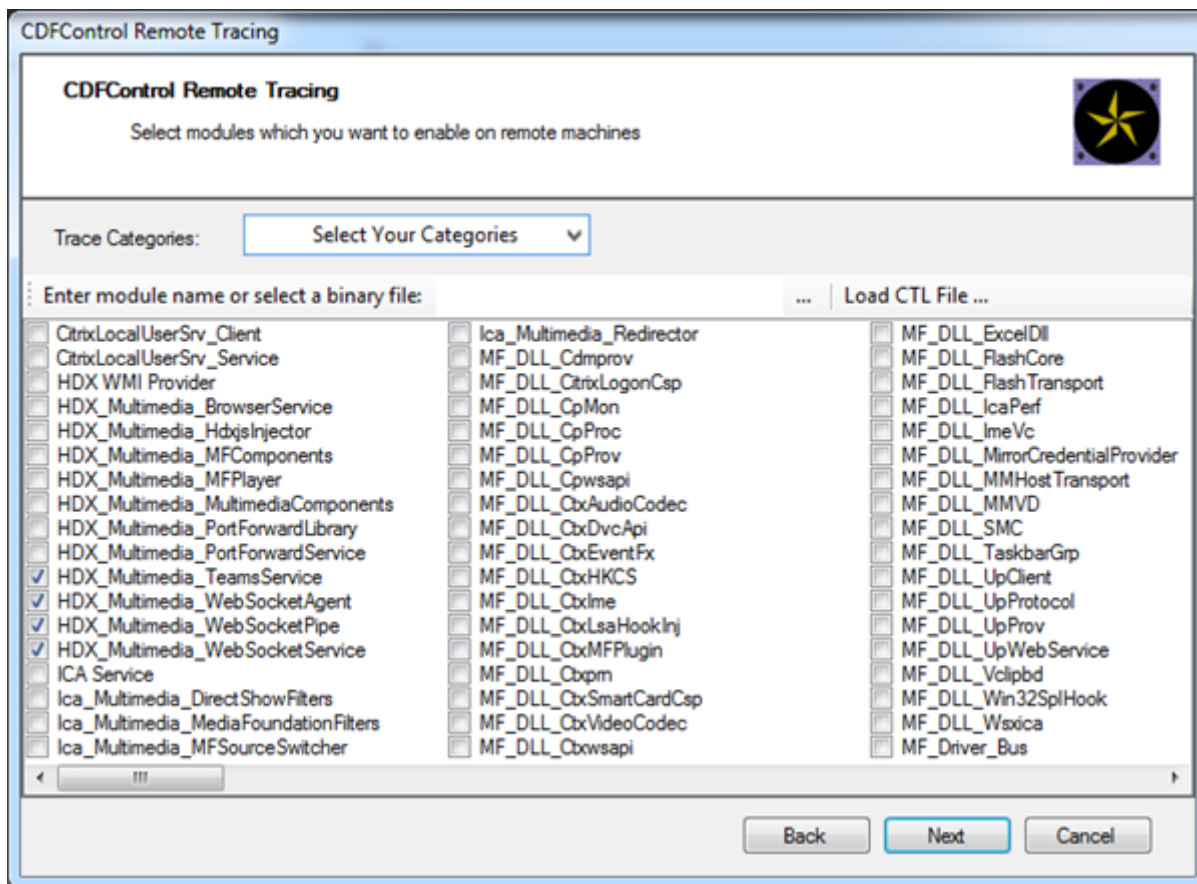 CDFControl Remote Tracing
CDFControl Remote Tracing
Select modules which you want to enable on remote machines
Trace Categories:
Select Your Categories
Enter module name or select a binary file:
...
Load CTL File ...
CitrixLocalUserSrv_Client
CitrixLocalUserSrv_Service
HDX WMI Provider
HDX_Multimedia_BrowserService
HDX_Multimedia_HdxjsInjector
HDX_Multimedia_MFComponents
HDX_Multimedia_MFPlayer
HDX_Multimedia_MultimediaComponents
HDX_Multimedia_PortForwardLibrary
HDX_Multimedia_PortForwardService
HDX_Multimedia_TeamsService
HDX_Multimedia_WebSocketAgent
HDX_Multimedia_WebSocketPipe
HDX_Multimedia_WebSocketService
ICA Service
Ica_Multimedia_DirectShowFilters
Ica_Multimedia_MediaFoundationFilters
Ica_Multimedia_MFSourceSwitcher
Ica_Multimedia_Redirector
MF_DLL_Cdmprov
MF_DLL_CitrixLogonCsp
MF_DLL_CpMon
MF_DLL_CpProc
MF_DLL_CpProv
MF_DLL_Cpwsapi
MF_DLL_CtxAudioCodec
MF_DLL_CtxDvcApi
MF_DLL_CtxEventFx
MF_DLL_CtxHKCS
MF_DLL_CtxIme
MF_DLL_CtxLsaHookInj
MF_DLL_CtxMFPlugin
MF_DLL_Ctxpm
MF_DLL_CtxSmartCardCsp
MF_DLL_CtxVideoCodec
MF_DLL_Ctxwsapi
MF_DLL_ExcelDll
MF_DLL_FlashCore
MF_DLL_FlashTransport
MF_DLL_IcaPerf
MF_DLL_ImeVc
MF_DLL_MirrorCredentialProvider
MF_DLL_MMHostTransport
MF_DLL_MMVD
MF_DLL_SMC
MF_DLL_TaskbarGrp
MF_DLL_UpClient
MF_DLL_UpProtocol
MF_DLL_UpProv
MF_DLL_UpWebService
MF_DLL_Vclipbd
MF_DLL_Win32SplHook
MF_DLL_Wsxica
MF_Driver_Bus
Back
Next
Cancel